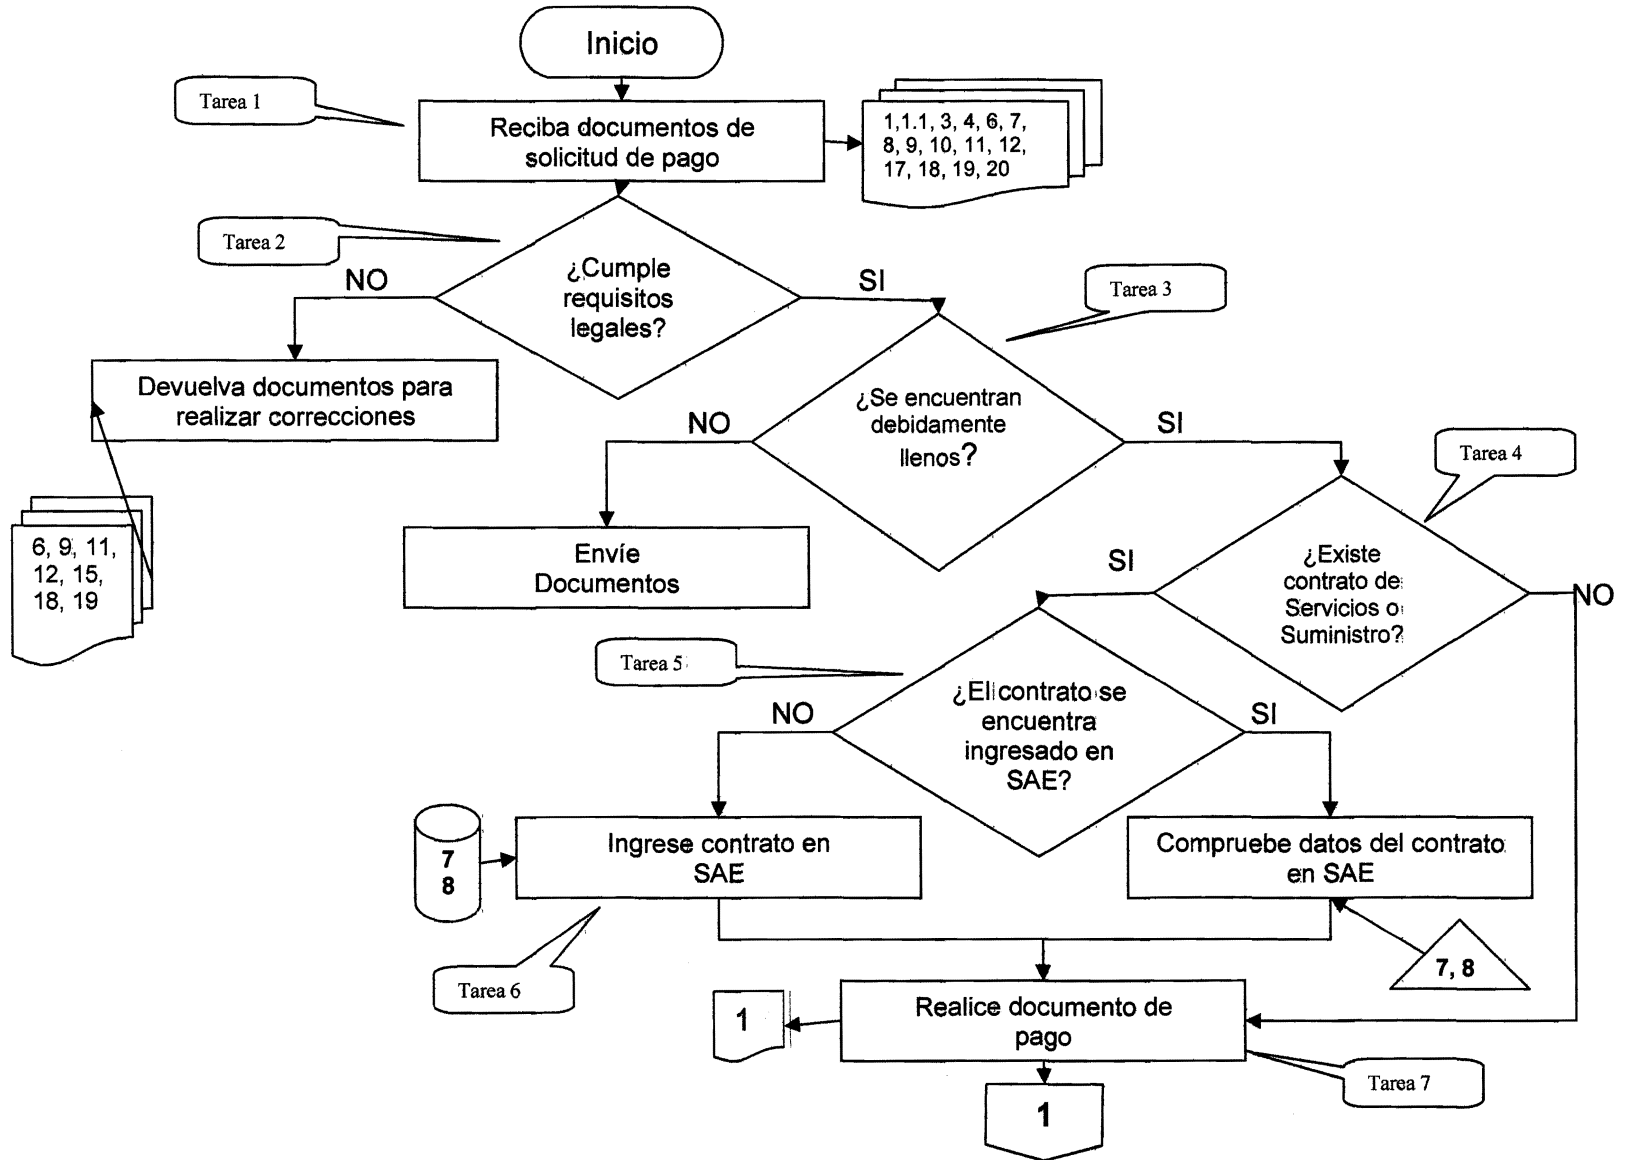 Inicio
Tarea 1
Reciba documentos de
solicitud de pago
1,1.1, 3, 4, 6, 7,
8, 9, 10, 11, 12,
17, 18, 19, 20
Tarea 2
¿Cumple
requisitos
legales?
NO
SI
Tarea 3
Devuelva documentos para
realizar correcciones
¿Se encuentran
debidamente
llenos?
NO
SI
Tarea 4
6, 9, 11,
12, 15,
18, 19
Envíe
Documentos
¿Existe
contrato de
Servicios o
Suministro?
SI
NO
Tarea 5
¿El contrato se
encuentra
ingresado en
SAE?
NO
SI
7
8
Ingrese contrato en
SAE
Compruebe datos del contrato
en SAE
Tarea 6
7, 8
1
Realice documento de
pago
Tarea 7
1